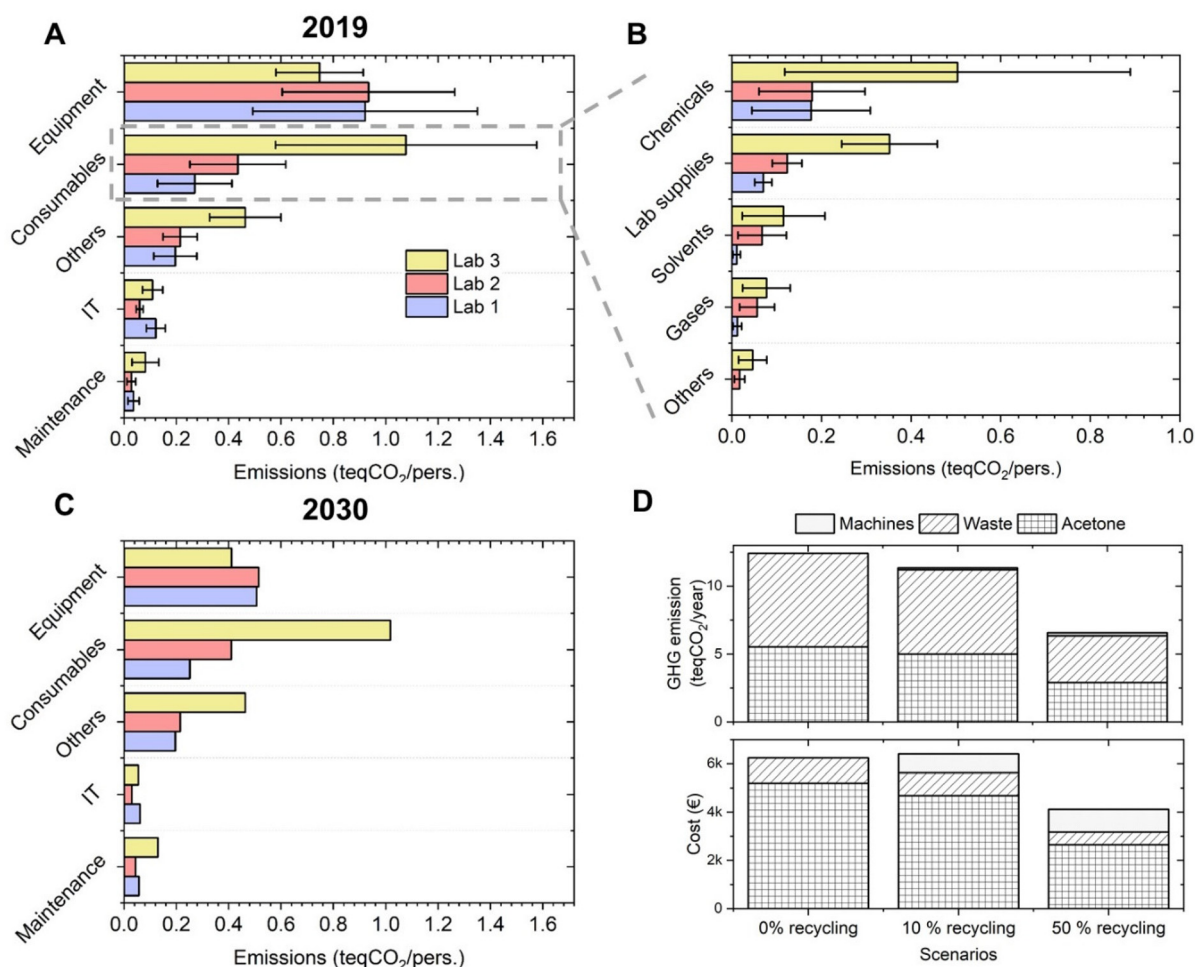 A
2019
Equipment
Consumables
Others
IT
Maintenance
Lab 3
Lab 2
Lab 1
0.0 0.2 0.4 0.6 0.8 1.0 1.2 1.4 1.6
Emissions (teqCO2/pers.)
B
Chemicals
Lab supplies
Solvents
Gases
Others
0.0 0.2 0.4 0.6 0.8 1.0
Emissions (teqCO2/pers.)
C
2030
Equipment
Consumables
Others
IT
Maintenance
0.0 0.2 0.4 0.6 0.8 1.0 1.2 1.4 1.6
Emissions (teqCO2/pers.)
D
Machines Waste Acetone
GHG emission
(teqCO2/year)
10
5
0
Cost (€)
6k
4k
2k
0
0% recycling 10 % recycling 50 % recycling
Scenarios